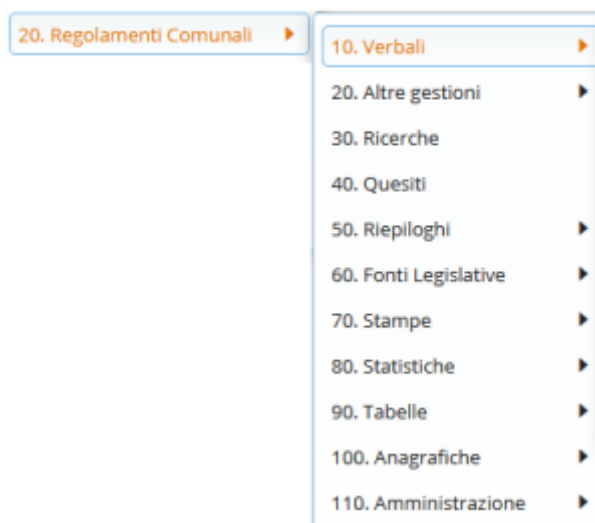 20. Regolamenti Comunali
10. Verbali
20. Altre gestioni
30. Ricerche
40. Quesiti
50. Riepiloghi
60. Fonti Legislative
70. Stampe
80. Statistiche
90. Tabelle
100. Anagrafiche
110. Amministrazione